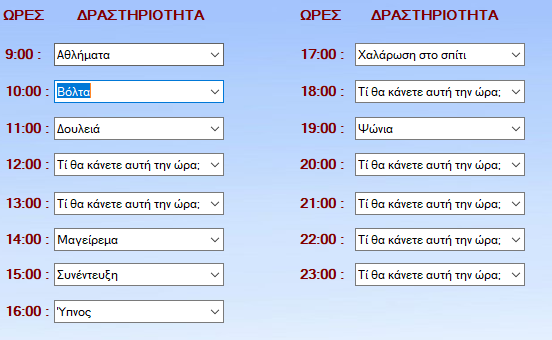 ΩΡΕΣ ΔΡΑΣΤΗΡΙΟΤΗΤΑ
9:00 : Αθλήματα
10:00 : Βόλτα
11:00 : Δουλειά
12:00 : Τί θα κάνετε αυτή την ώρα;
13:00 : Τί θα κάνετε αυτή την ώρα;
14:00 : Μαγείρεμα
15:00 : Συνέντευξη
16:00 : Ύπνος
ΩΡΕΣ ΔΡΑΣΤΗΡΙΟΤΗΤΑ
17:00 : Χαλάρωση στο σπίτι
18:00 : Τί θα κάνετε αυτή την ώρα;
19:00 : Ψώνια
20:00 : Τί θα κάνετε αυτή την ώρα;
21:00 : Τί θα κάνετε αυτή την ώρα;
22:00 : Τί θα κάνετε αυτή την ώρα;
23:00 : Τί θα κάνετε αυτή την ώρα;